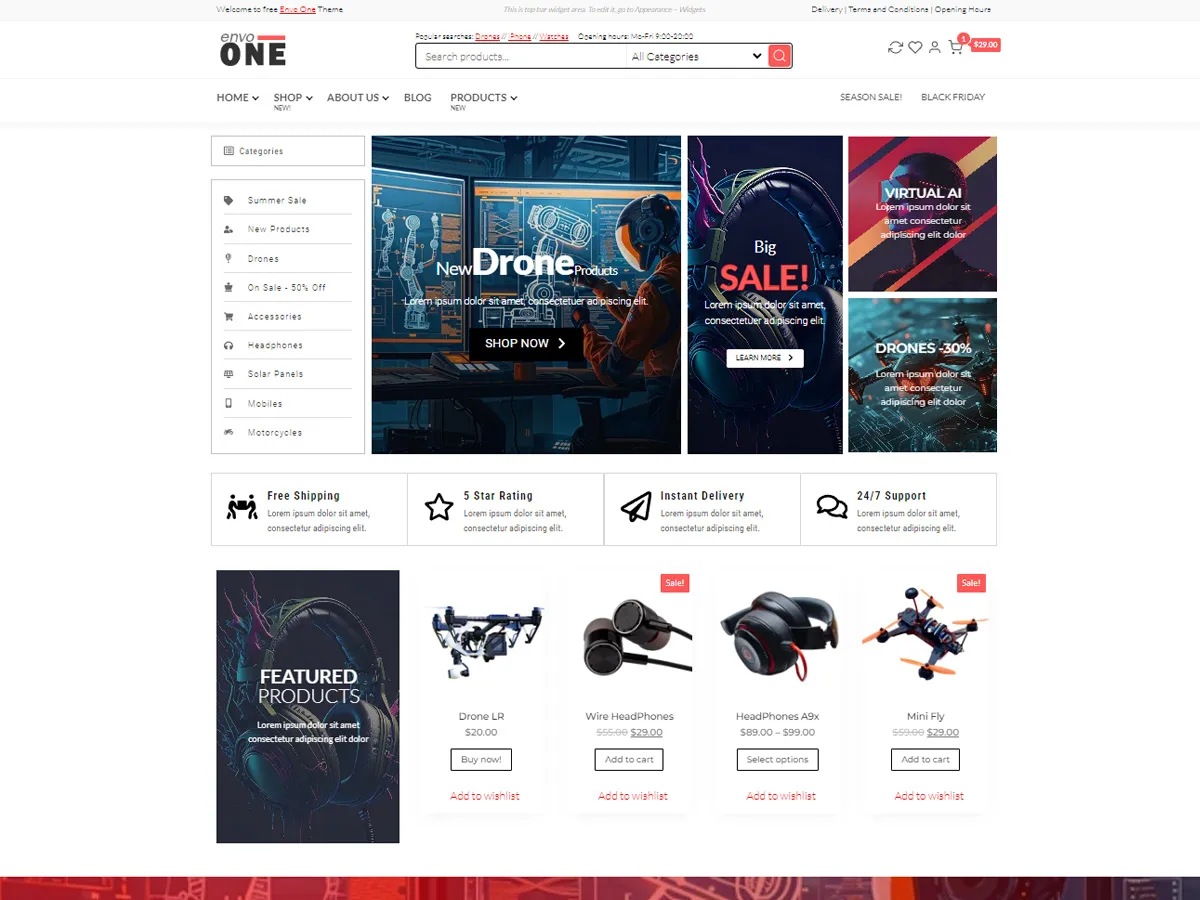 Welcome to free Envo One Theme
This is top bar widget area. To edit it, go to Appearance – Widgets
Delivery | Terms and Conditions | Opening Hours
envo
ONE
Popular searches: Drones // iPhone // Watches Opening hours: Mo-Fri 9:00-20:00
Search products...
All Categories
1
$29.00
HOME
SHOP
NEW!
ABOUT US
BLOG
PRODUCTS
NEW
SEASON SALE!
BLACK FRIDAY
Categories
Summer Sale
New Products
Drones
On Sale - 50% Off
Accessories
Headphones
Solar Panels
Mobiles
Motorcycles
New Drone Products
Lorem ipsum dolor sit amet, consectetuer adipiscing elit.
SHOP NOW
Big
SALE!
Lorem ipsum dolor sit amet,
consectetuer adipiscing elit.
LEARN MORE
VIRTUAL AI
Lorem ipsum dolor sit
amet consectetur
adipiscing elit dolor
DRONES -30%
Lorem ipsum dolor sit
amet consectetur
adipiscing elit dolor
Free Shipping
Lorem ipsum dolor sit amet,
consectetur adipiscing elit.
5 Star Rating
Lorem ipsum dolor sit amet,
consectetur adipiscing elit.
Instant Delivery
Lorem ipsum dolor sit amet,
consectetur adipiscing elit.
24/7 Support
Lorem ipsum dolor sit amet,
consectetur adipiscing elit.
FEATURED
PRODUCTS
Lorem ipsum dolor sit amet
consectetur adipiscing elit dolor
Drone LR
$20.00
Buy now!
Add to wishlist
Sale!
Wire HeadPhones
$55.00 $29.00
Add to cart
Add to wishlist
HeadPhones A9x
$89.00 – $99.00
Select options
Add to wishlist
Sale!
Mini Fly
$59.00 $29.00
Add to cart
Add to wishlist